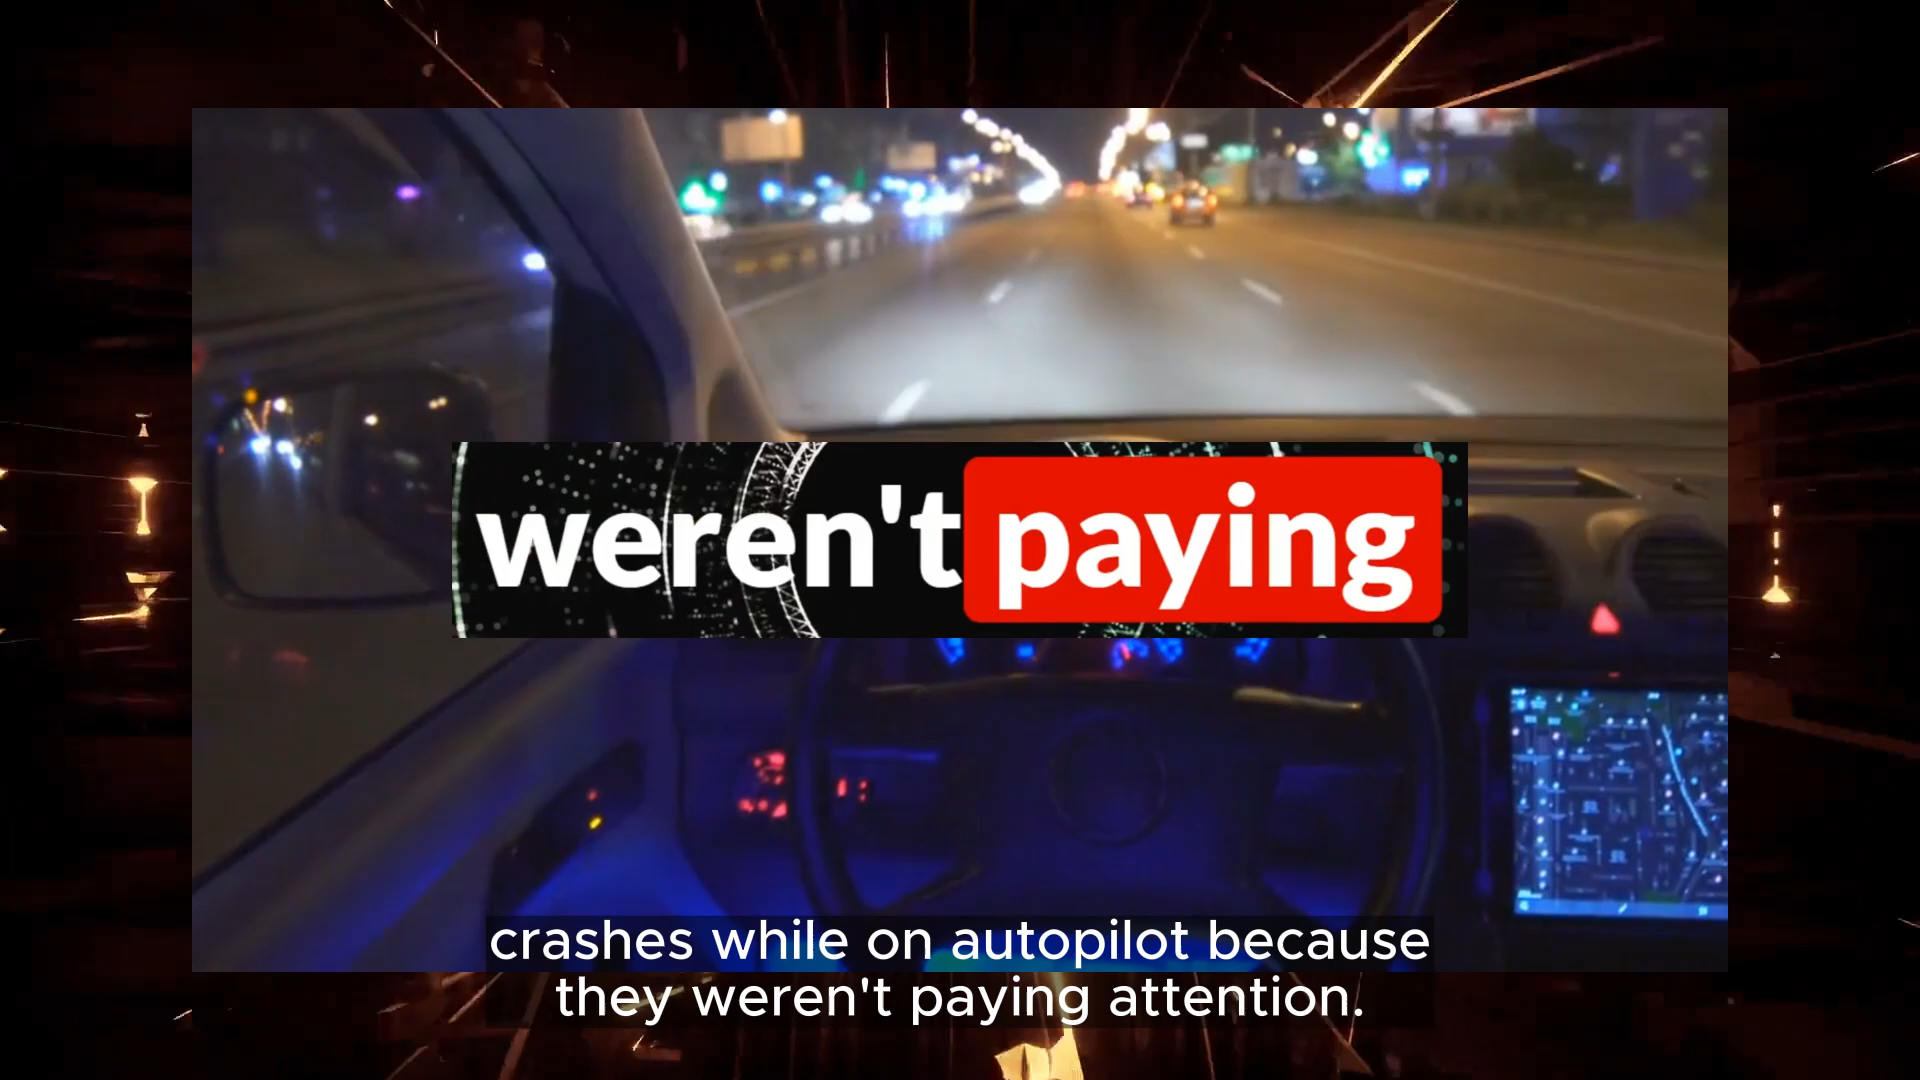 weren't paying
crashes while on autopilot because
they weren't paying attention.